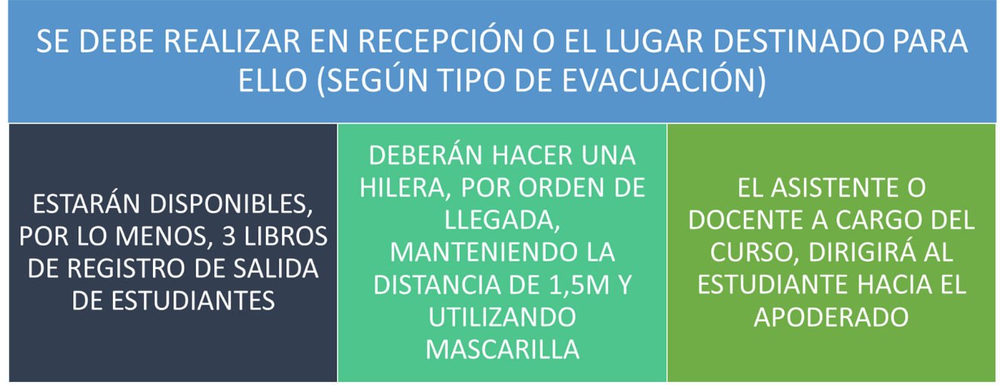 SE DEBE REALIZAR EN RECEPCIÓN O EL LUGAR DESTINADO PARA
ELLO (SEGÚN TIPO DE EVACUACIÓN)
ESTARÁN DISPONIBLES,
POR LO MENOS, 3 LIBROS
DE REGISTRO DE SALIDA
DE ESTUDIANTES
DEBERÁN HACER UNA
HILERA, POR ORDEN DE
LLEGADA,
MANTENIENDO LA
DISTANCIA DE 1,5M Y
UTILIZANDO
MASCARILLA
EL ASISTENTE O
DOCENTE A CARGO DEL
CURSO, DIRIGIRÁ AL
ESTUDIANTE HACIA EL
APODERADO